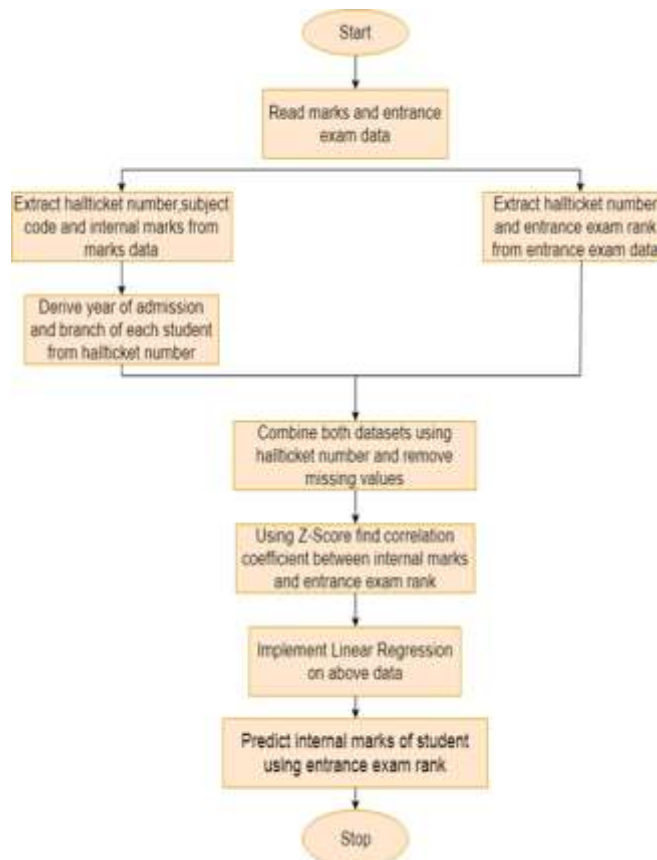 Start
Read marks and entrance
exam data
Extract hallticket number,subject
code and internal marks from
marks data
Extract hallticket number
and entrance exam rank
from entrance exam data
Derive year of admission
and branch of each student
from hallticket number
Combine both datasets using
hallticket number and remove
missing values
Using Z-Score find correlation
coefficient between internal marks
and entrance exam rank
Implement Linear Regression
on above data
Predict internal marks of student
using entrance exam rank
Stop